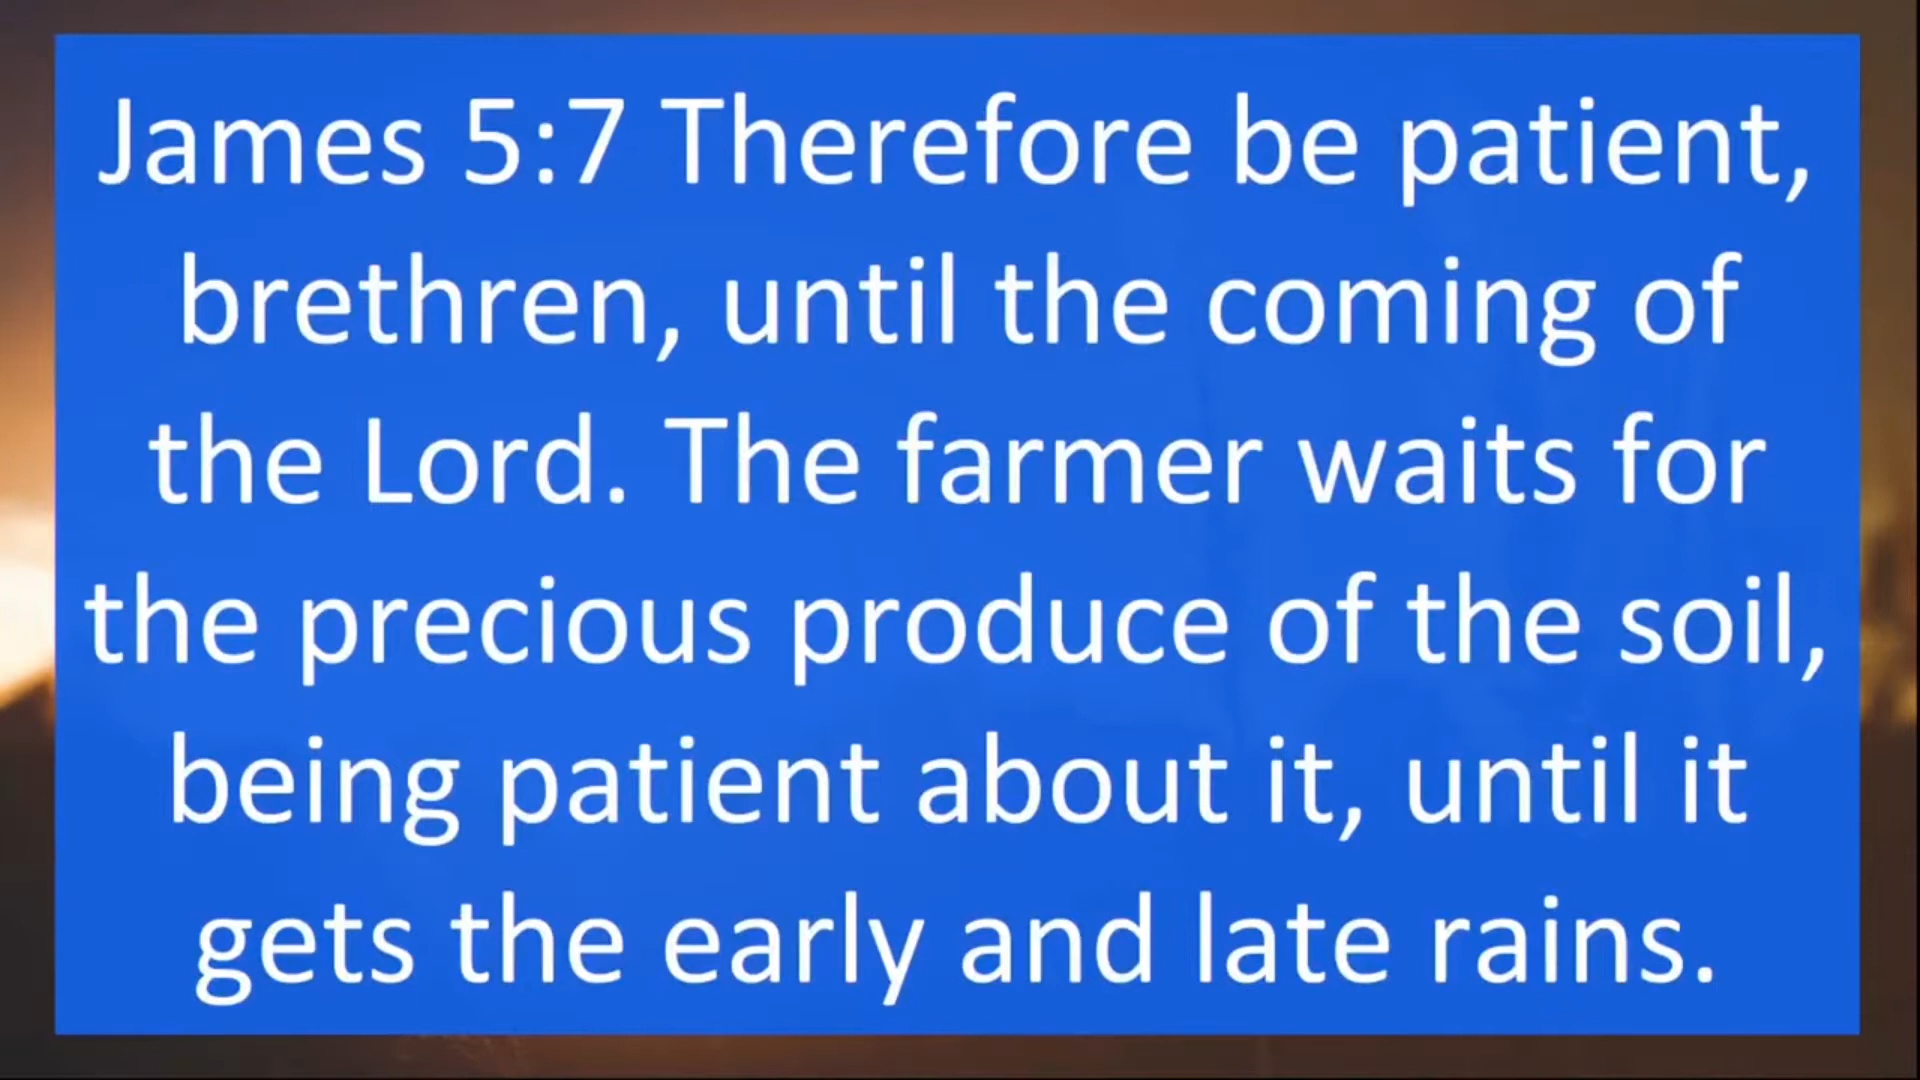 James 5:7 Therefore be patient,
brethren, until the coming of
the Lord. The farmer waits for
the precious produce of the soil,
being patient about it, until it
gets the early and late rains.